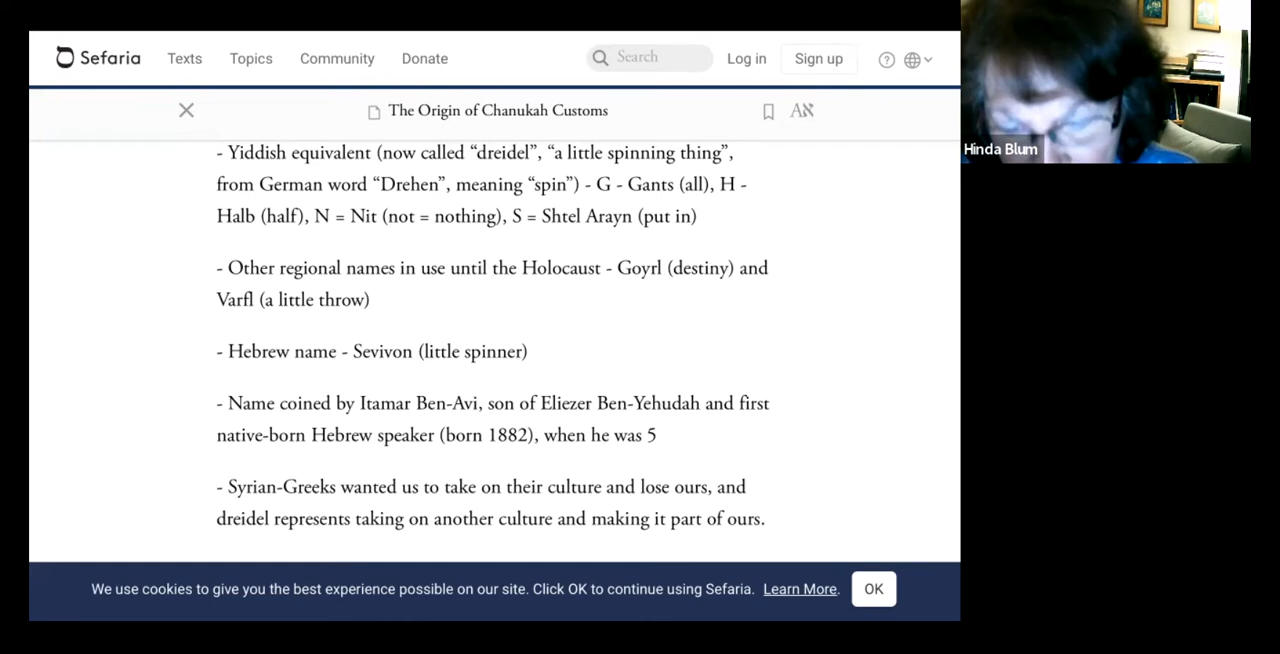 Sefaria Texts Topics Community Donate Search Log in Sign up
The Origin of Chanukah Customs Aא
- Yiddish equivalent (now called “dreidel”, “a little spinning thing”,
from German word “Drehen”, meaning “spin”) - G - Gants (all), H -
Halb (half), N = Nit (not = nothing), S = Shtel Arayn (put in)
- Other regional names in use until the Holocaust - Goyrl (destiny) and
Varfl (a little throw)
- Hebrew name - Sevivon (little spinner)
- Name coined by Itamar Ben-Avi, son of Eliezer Ben-Yehudah and first
native-born Hebrew speaker (born 1882), when he was 5
- Syrian-Greeks wanted us to take on their culture and lose ours, and
dreidel represents taking on another culture and making it part of ours.
We use cookies to give you the best experience possible on our site. Click OK to continue using Sefaria. Learn More. OK
Hinda Blum